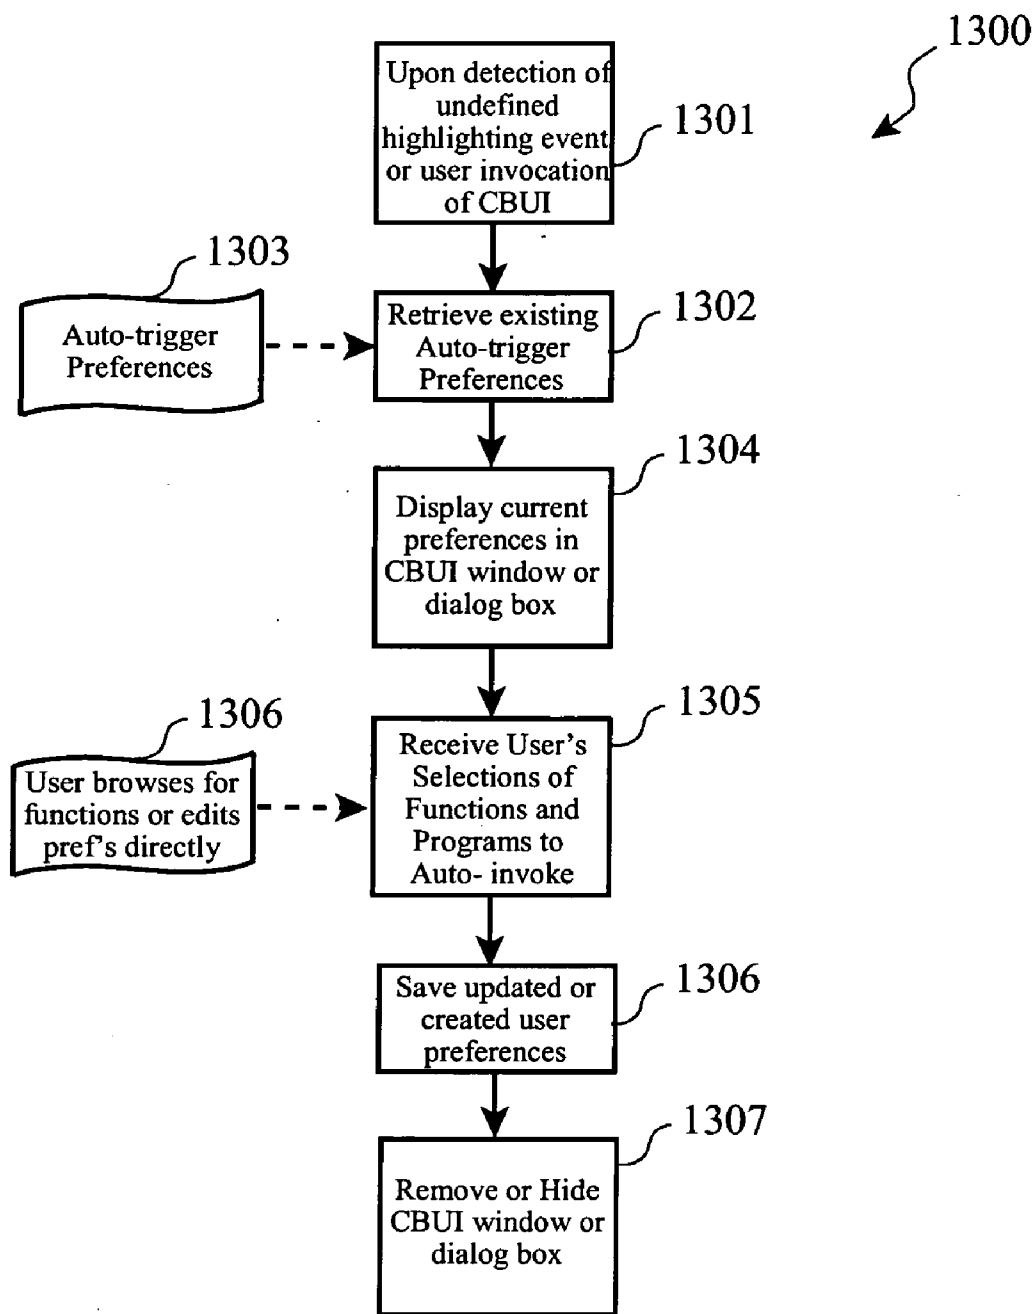 1300
Upon detection of
undefined
highlighting event
or user invocation
of CBUI
1301
1303
Auto-trigger
Preferences
Retrieve existing
Auto-trigger
Preferences
1302
1304
Display current
preferences in
CBUI window or
dialog box
1306
User browses for
functions or edits
pref's directly
1305
Receive User's
Selections of
Functions and
Programs to
Auto- invoke
1306
Save updated or
created user
preferences
1307
Remove or Hide
CBUI window or
dialog box